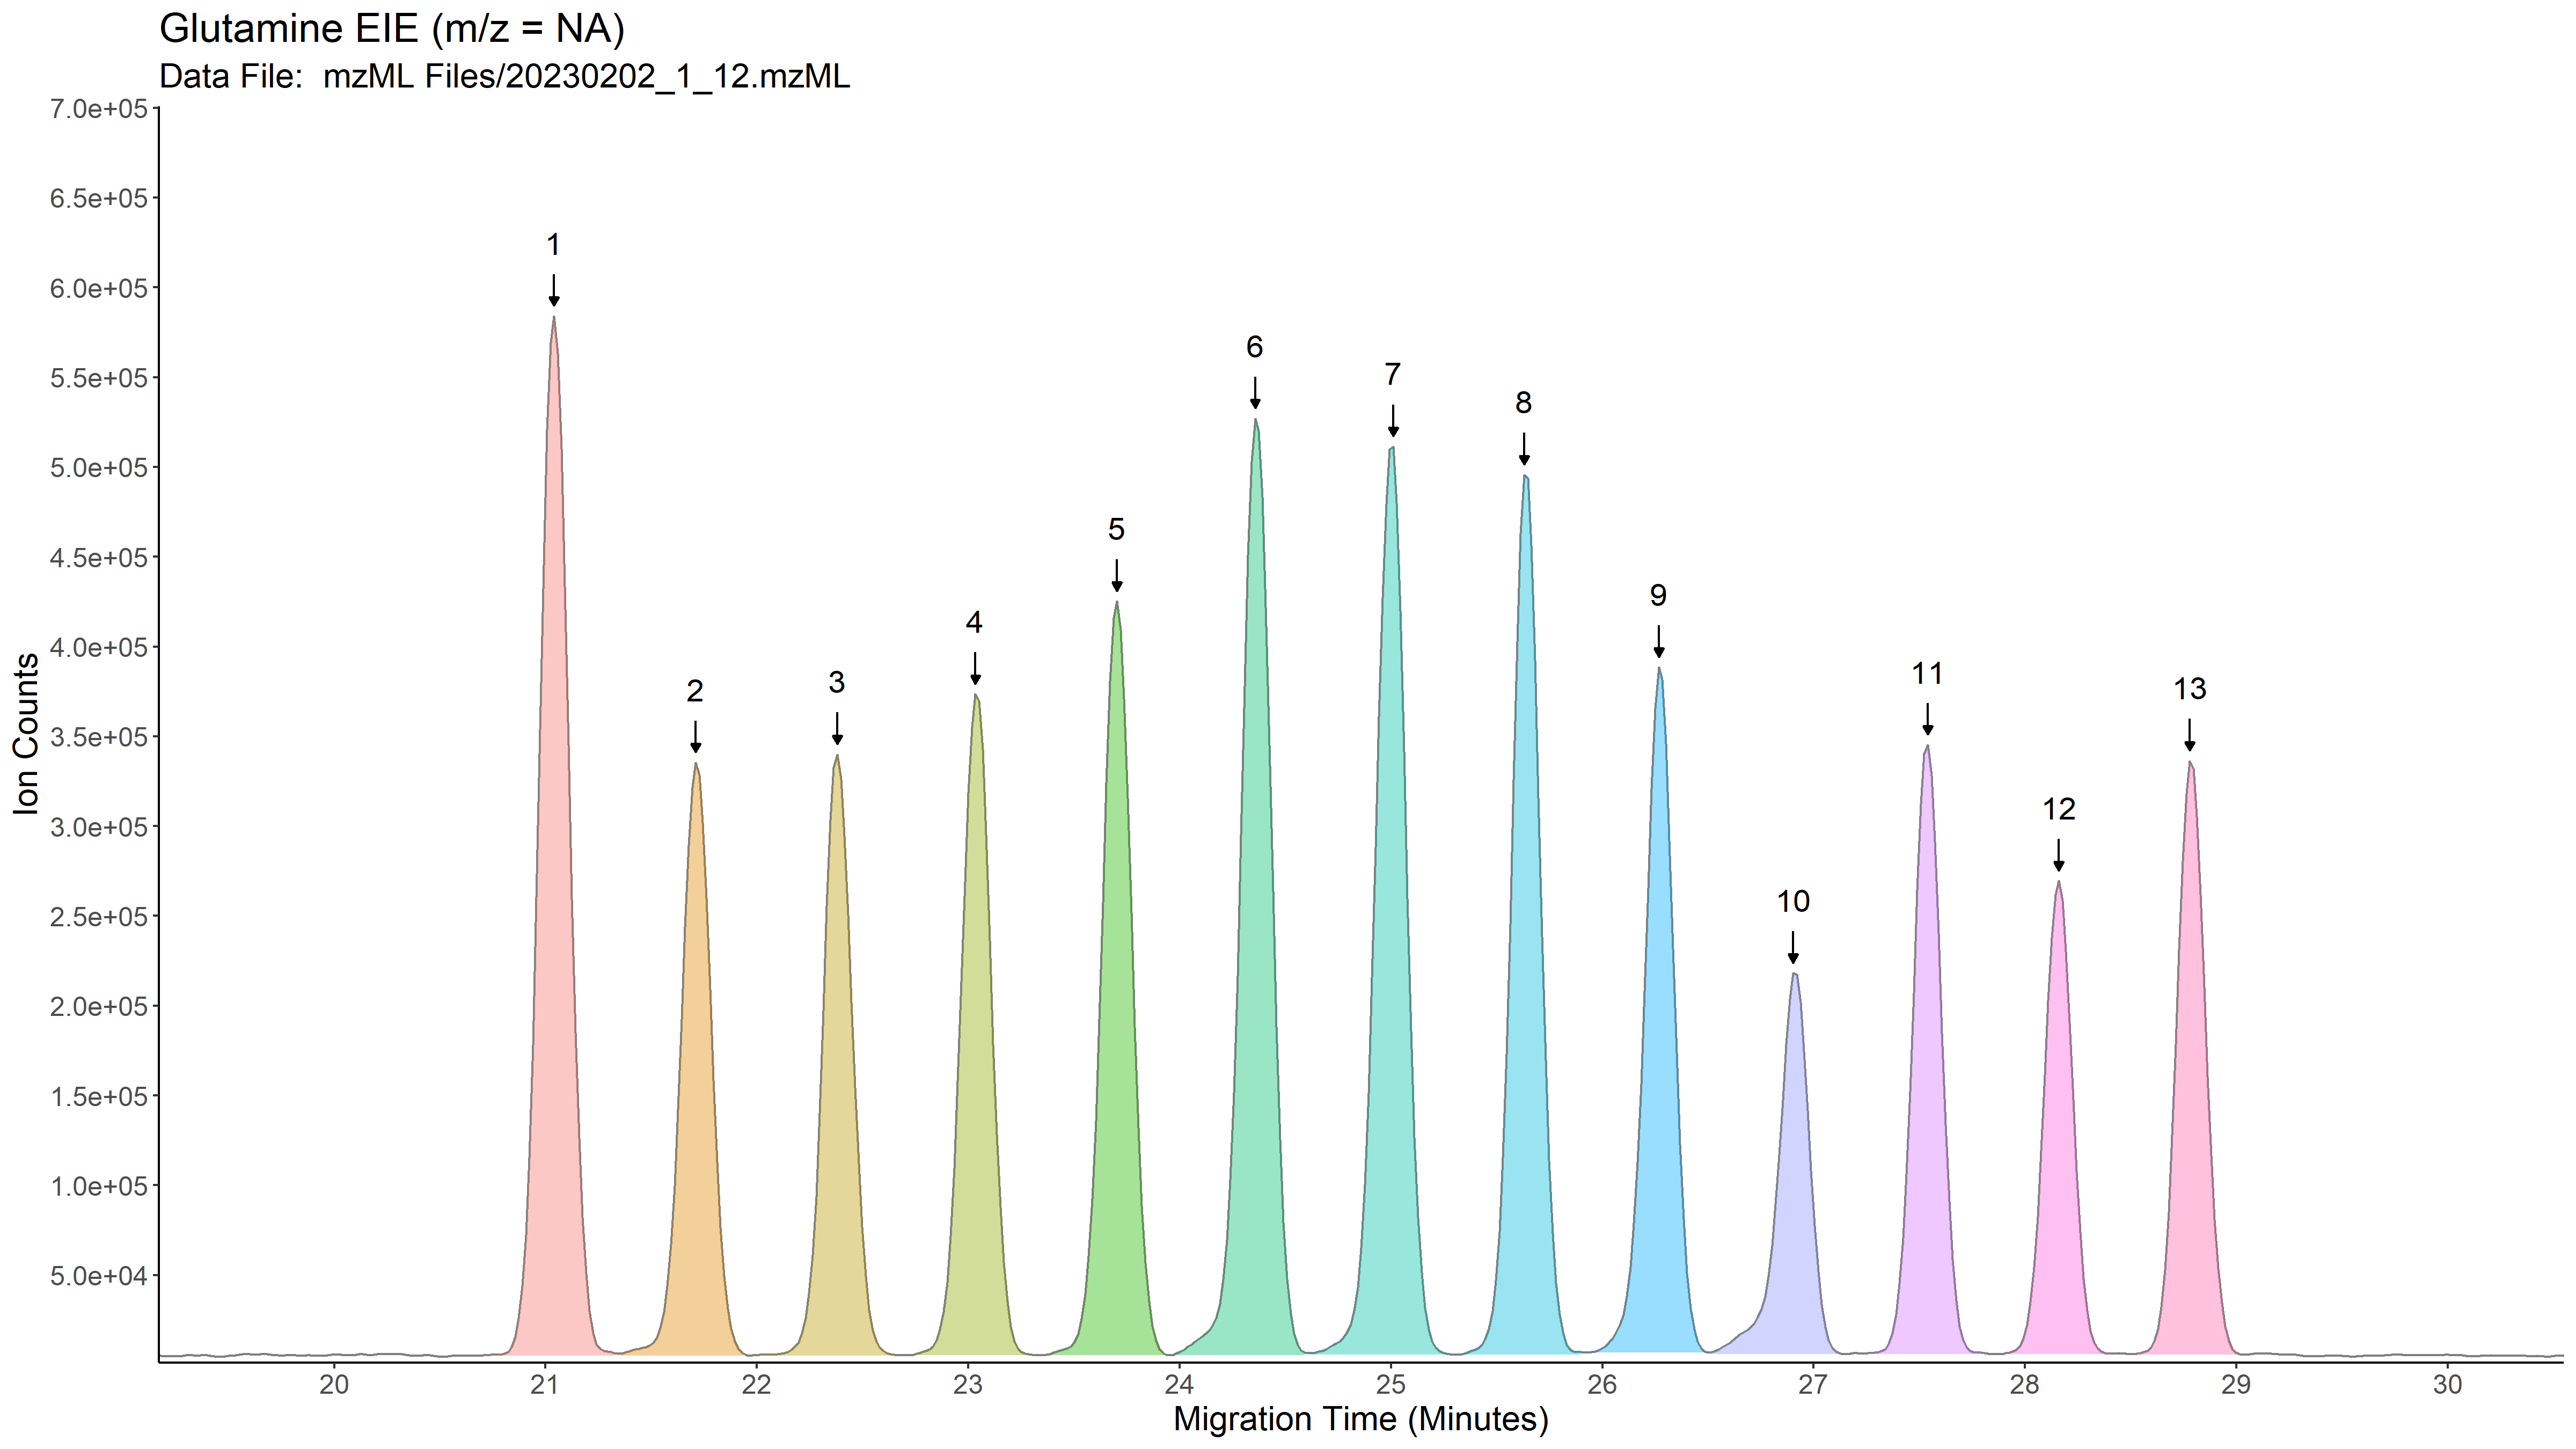 Glutamine EIE (m/z = NA)
Data File:  mzML Files/20230202_1_12.mzML
7.0e+05
6.5e+05
6.0e+05
5.5e+05
5.0e+05
4.5e+05
4.0e+05
3.5e+05
3.0e+05
2.5e+05
2.0e+05
1.5e+05
1.0e+05
5.0e+04
Ion Counts
1
2
3
4
5
6
7
8
9
10
11
12
13
20 21 22 23 24 25 26 27 28 29 30
Migration Time (Minutes)